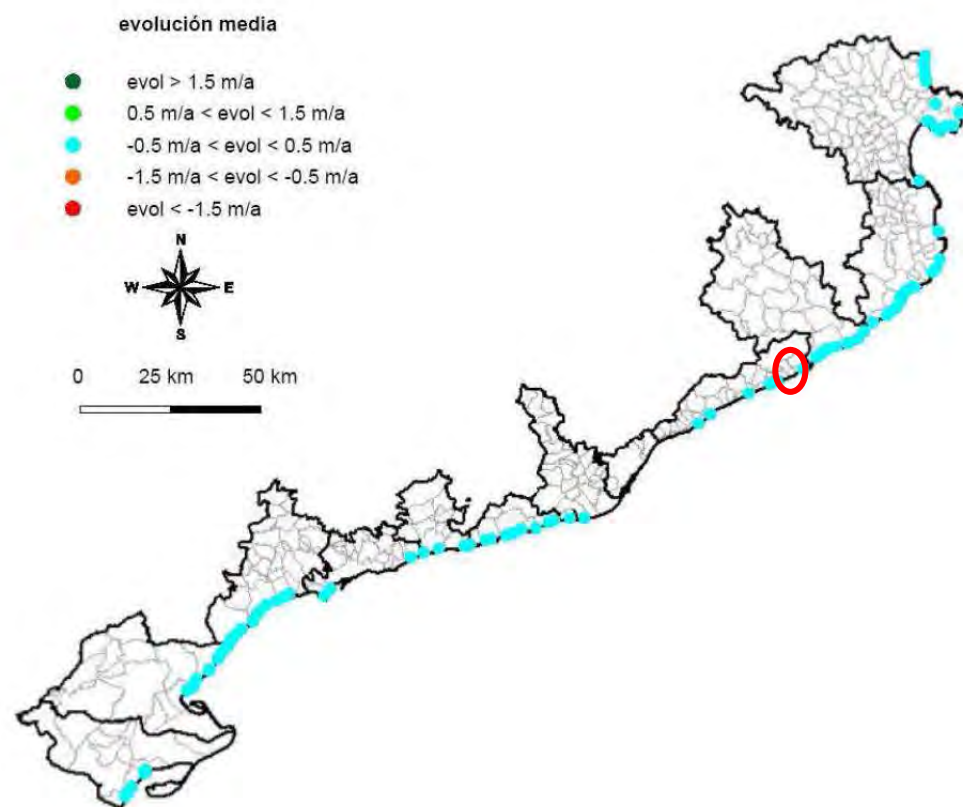 evolución media
evol > 1.5 m/a
0.5 m/a < evol < 1.5 m/a
-0.5 m/a < evol < 0.5 m/a
-1.5 m/a < evol < -0.5 m/a
evol < -1.5 m/a
N
W E
S
0 25 km 50 km